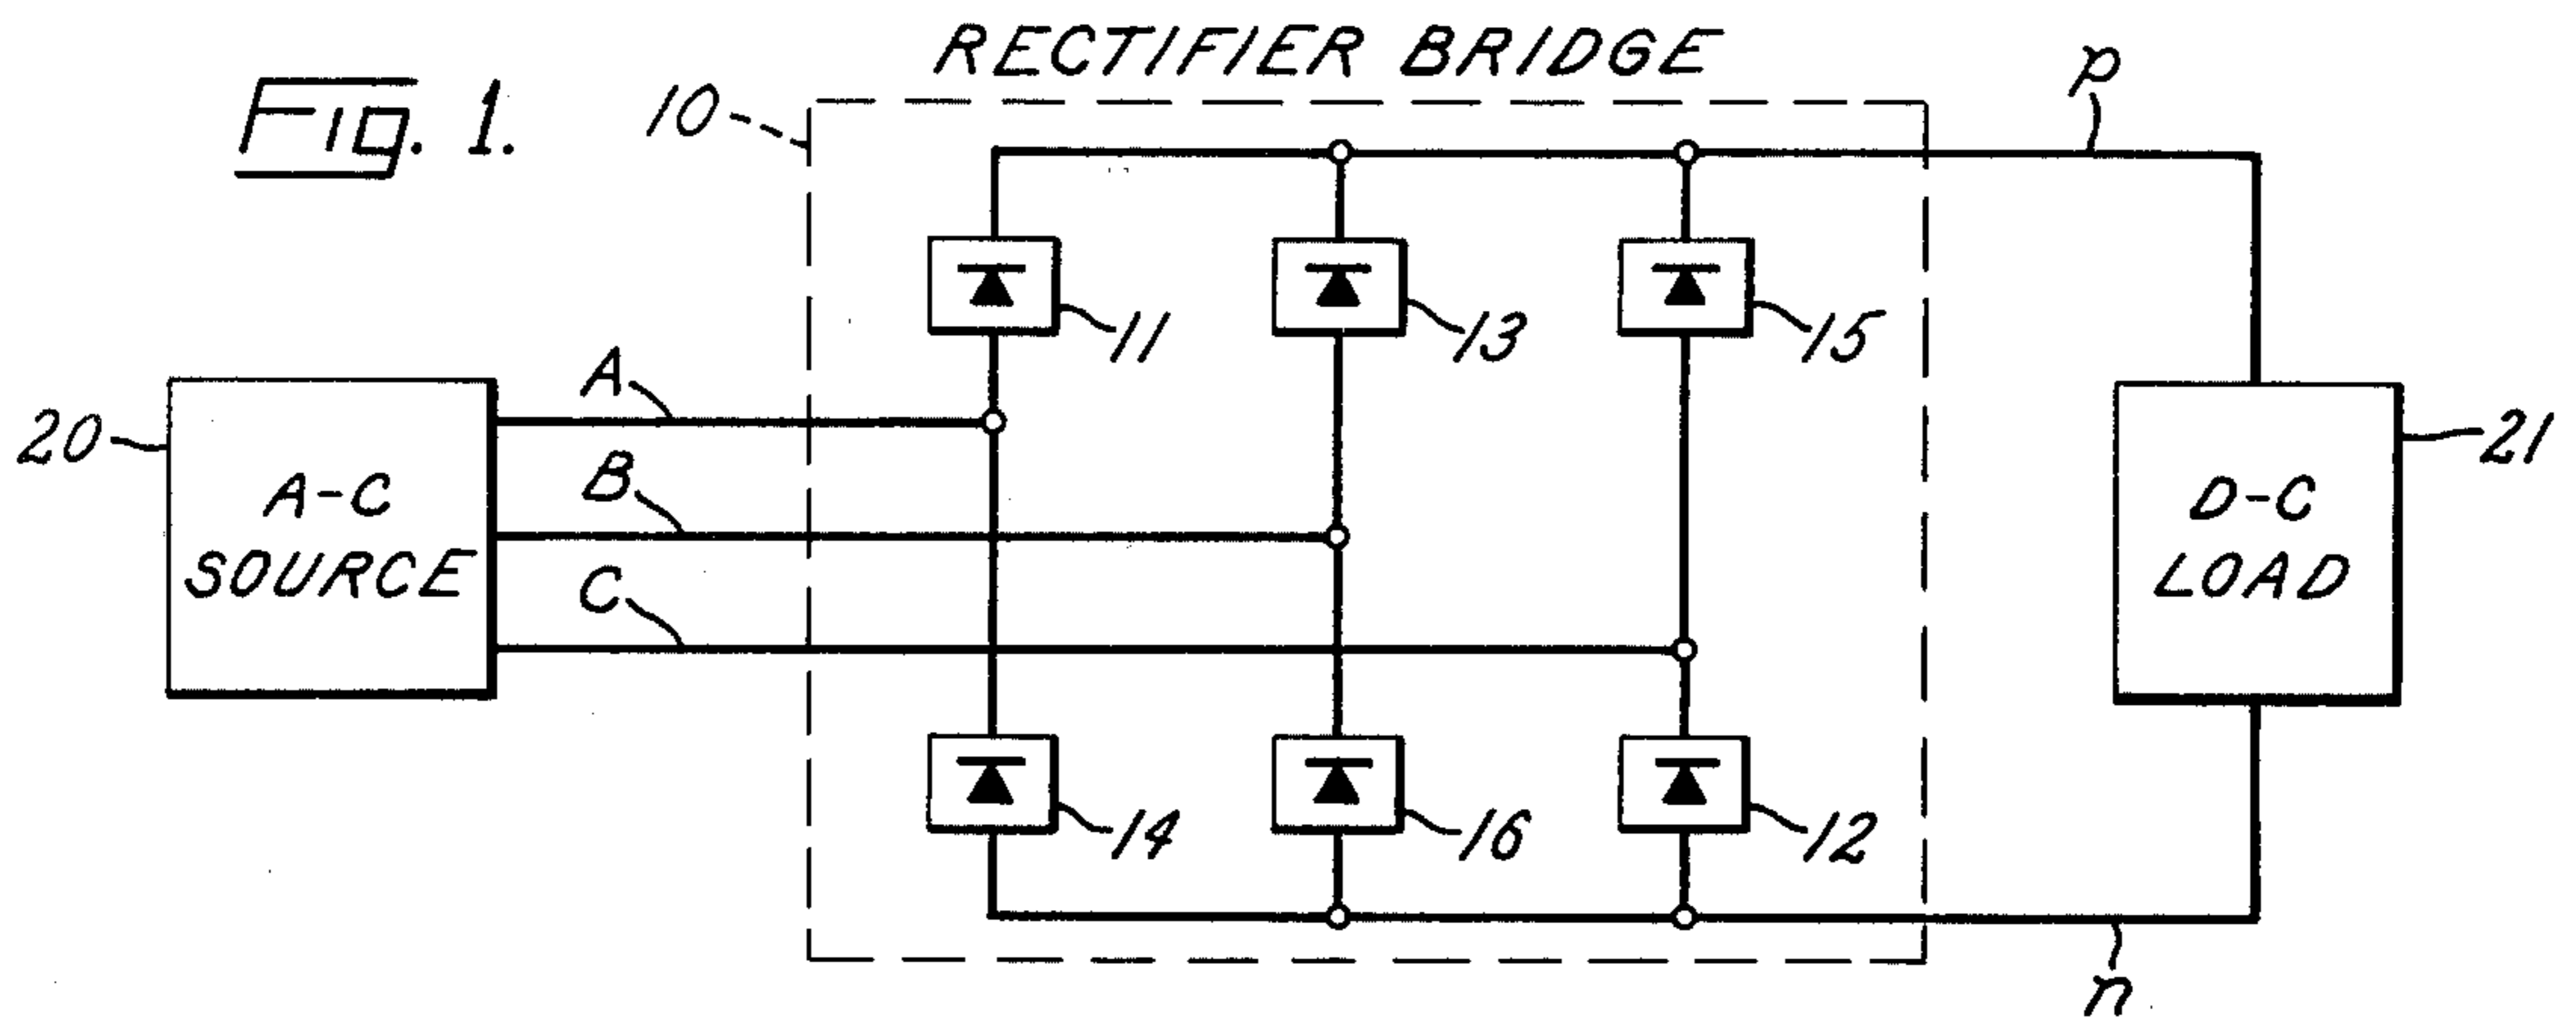 Fig. 1.
RECTIFIER BRIDGE
10
p
11
13
15
A
20
A-C
SOURCE
B
C
21
D-C
LOAD
14
16
12
n